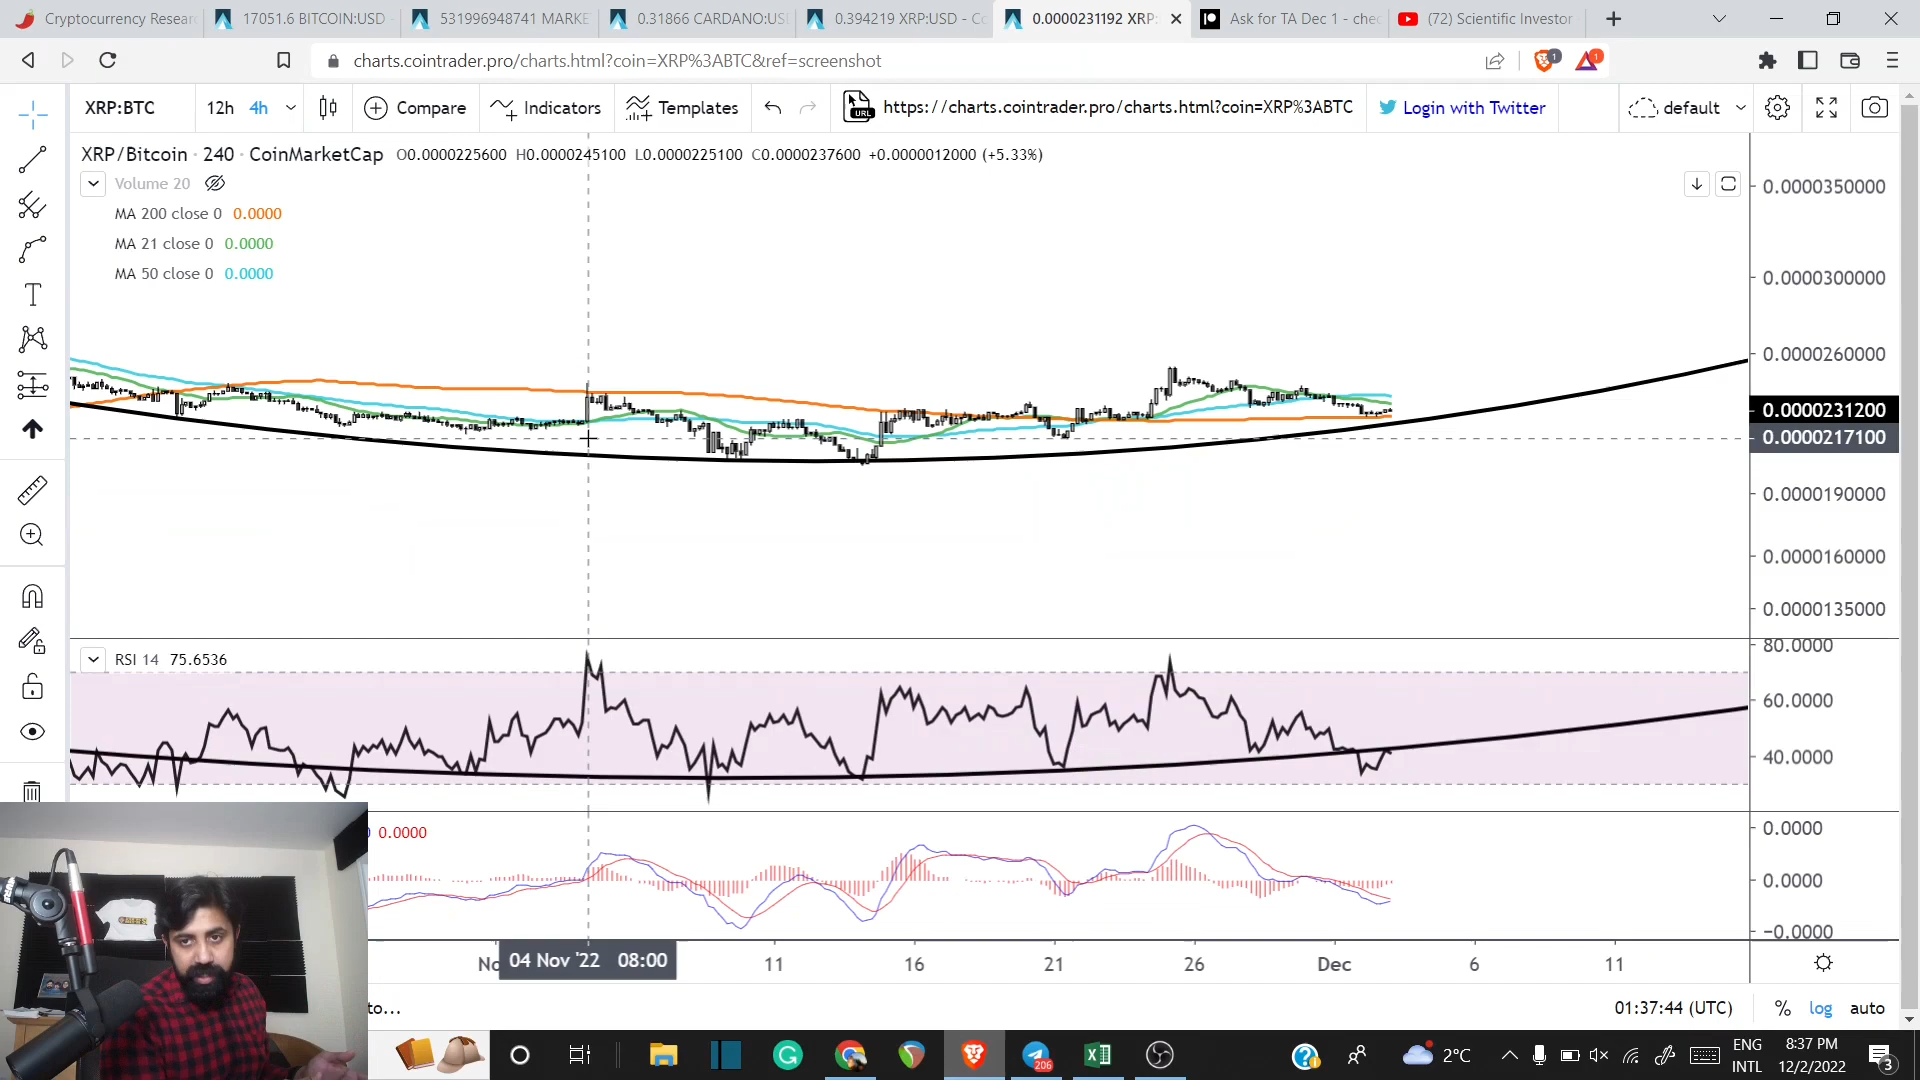 Cryptocurrency Resear
17051.6 BITCOIN:USD
531996948741 MARKE
0.31866 CARDANO:US
0.394219 XRP:USD - Co
0.0000231192 XRP:
Ask for TA Dec 1 - chec
(72) Scientific Investor
charts.cointrader.pro/charts.html?coin=XRP%3ABTC&ref=screenshot
1
1
XRP:BTC
12h
4h
Compare
Indicators
Templates
URL
https://charts.cointrader.pro/charts.html?coin=XRP%3ABTC
Login with Twitter
default
XRP/Bitcoin · 240 · CoinMarketCap
O0.0000225600 H0.0000245100 L0.0000225100 C0.0000237600 +0.0000012000 (+5.33%)
Volume 20
MA 200 close 0 0.0000
MA 21 close 0 0.0000
MA 50 close 0 0.0000
0.0000350000
0.0000300000
0.0000260000
0.0000231200
0.0000217100
0.0000190000
0.0000160000
0.0000135000
RSI 14 75.6536
80.0000
60.0000
40.0000
0.0000
0.0000
0.0000
-0.0000
No
04 Nov '22 08:00
11
16
21
26
Dec
6
11
to...
01:37:44 (UTC)
%
log
auto
206
2°C
ENG
INTL
8:37 PM
12/2/2022
3